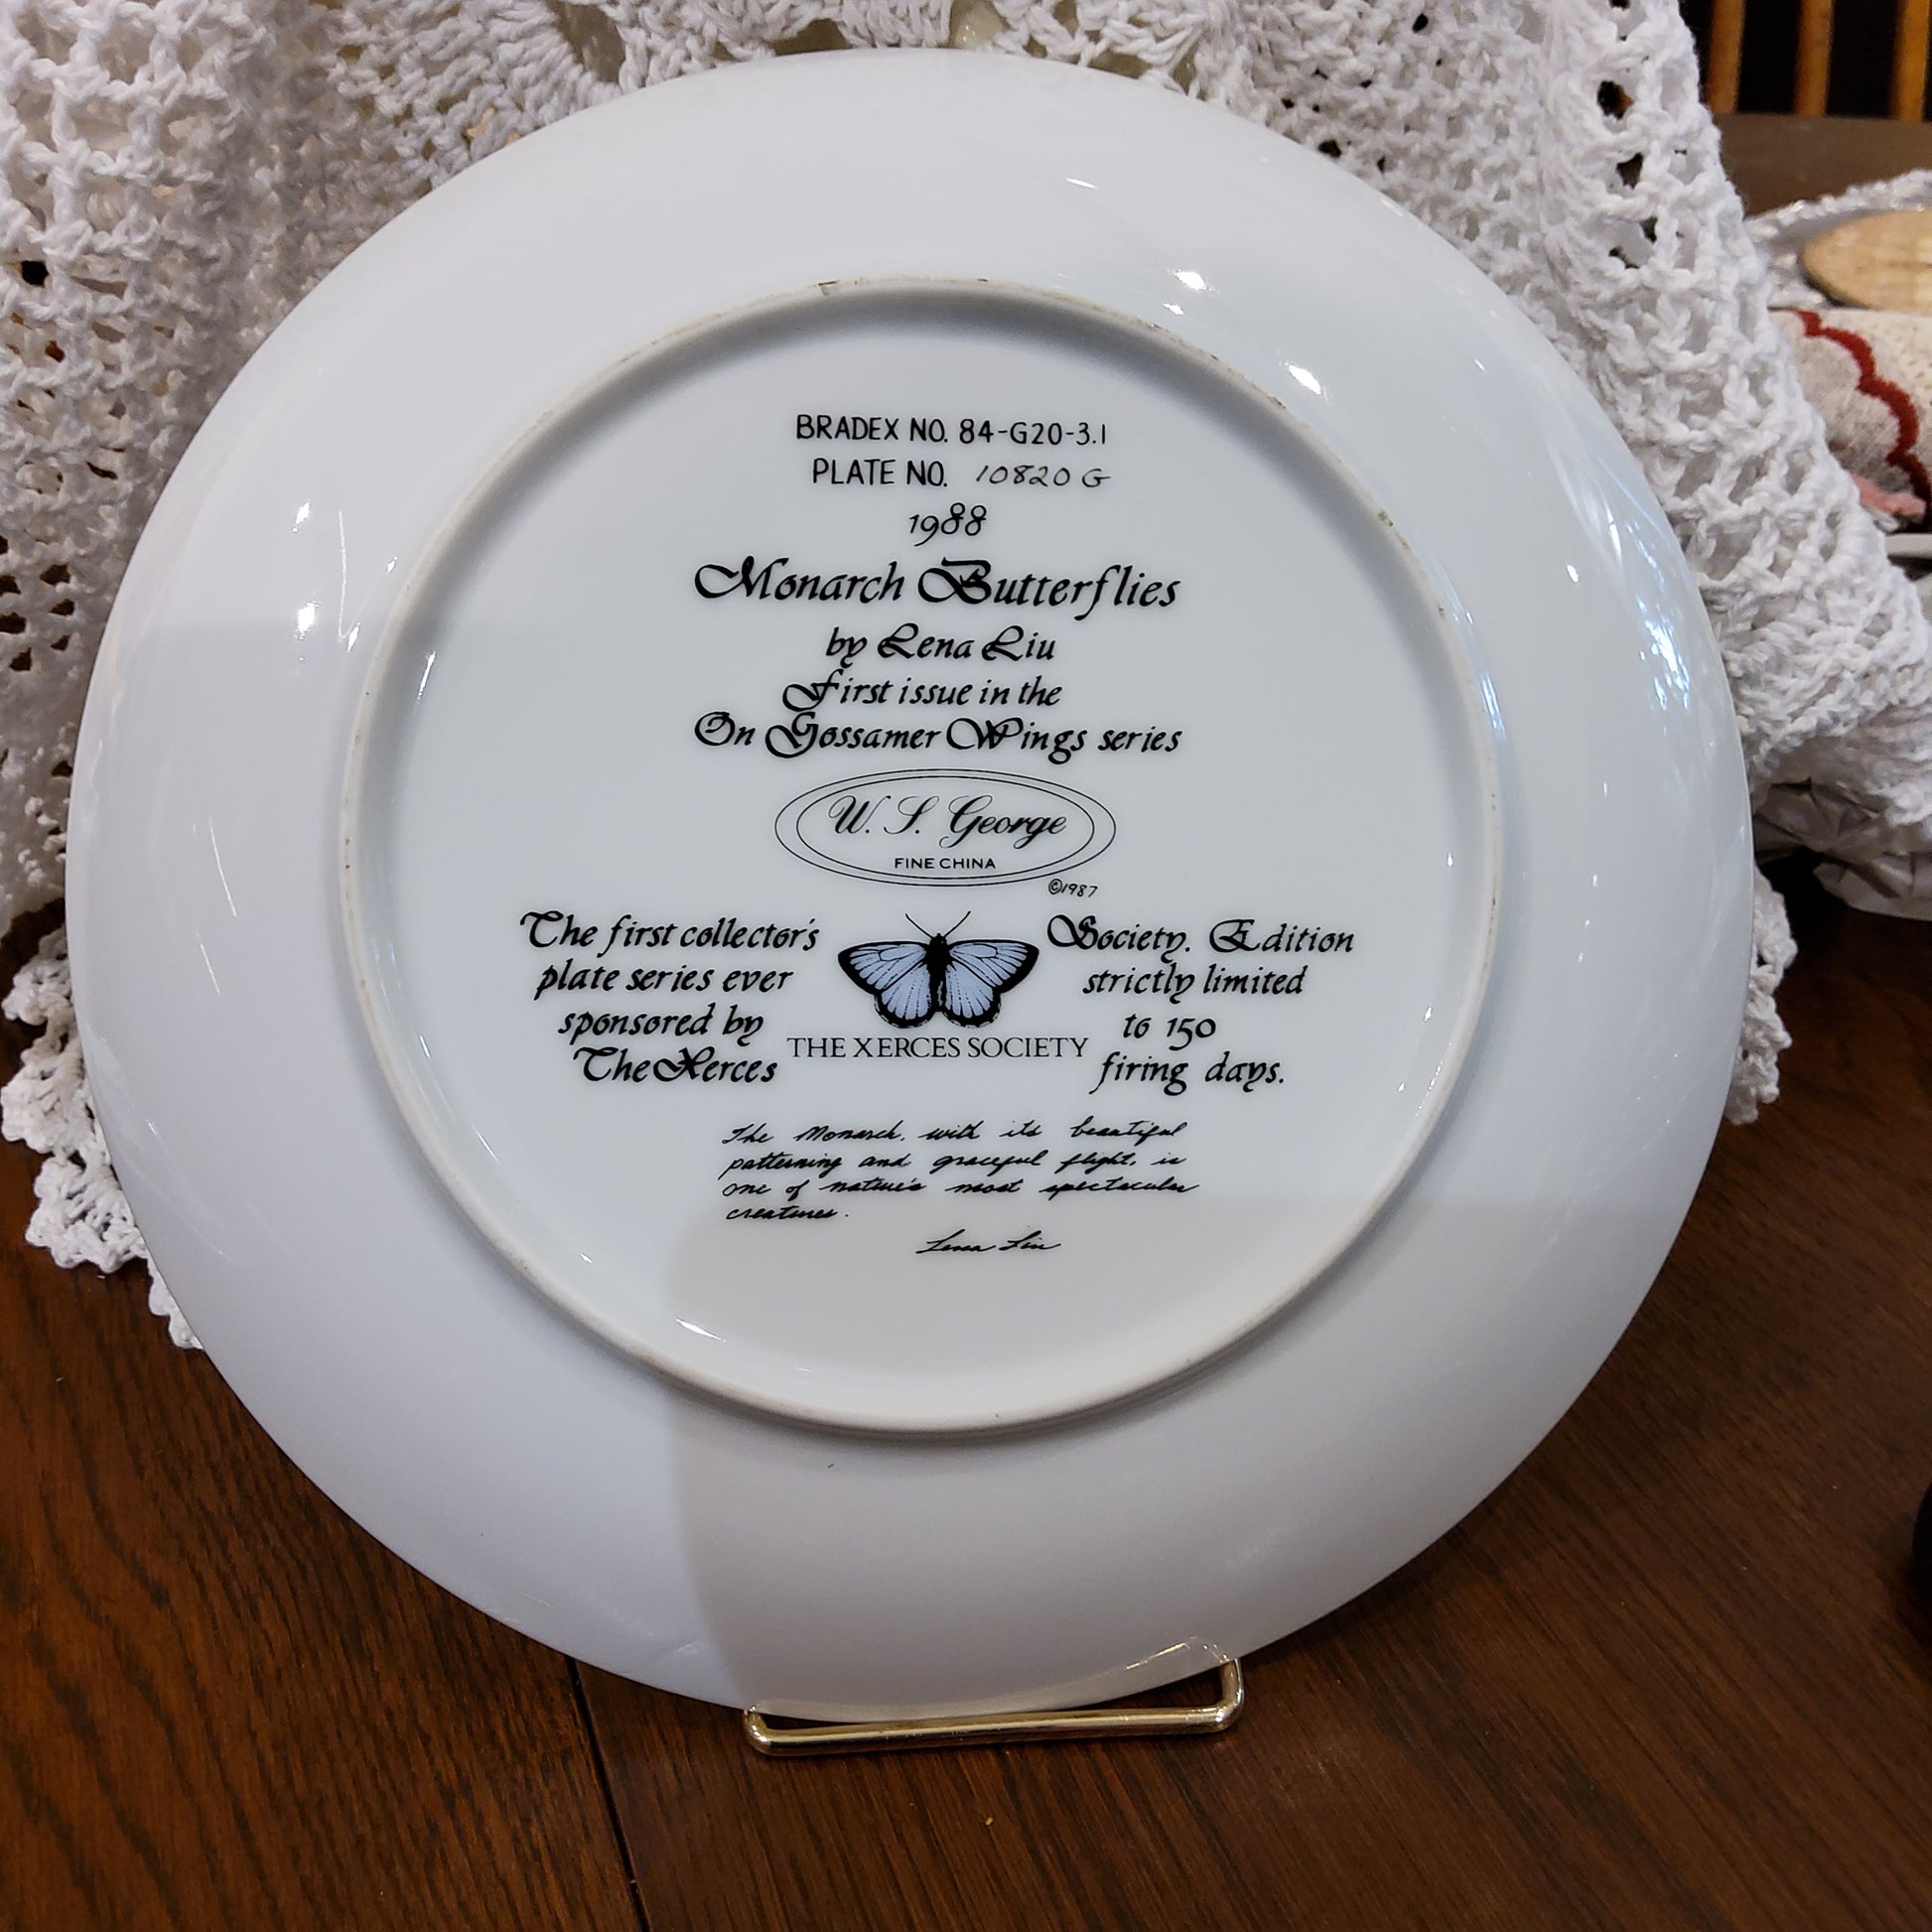 BRADEX NO. 84-G20-3.1
PLATE NO. 10820 G
1988
Monarch Butterflies
by Lena Liu
First issue in the
On Gossamer Wings series
W. S. George
FINE CHINA
©1987
The first collector's
plate series ever
sponsored by
The Xerces
THE XERCES SOCIETY
Society. Edition
strictly limited
to 150
firing days.
The Monarch, with its beautiful
patterning and graceful flight, is
one of nature's most spectacular
creatures.
Lena Liu